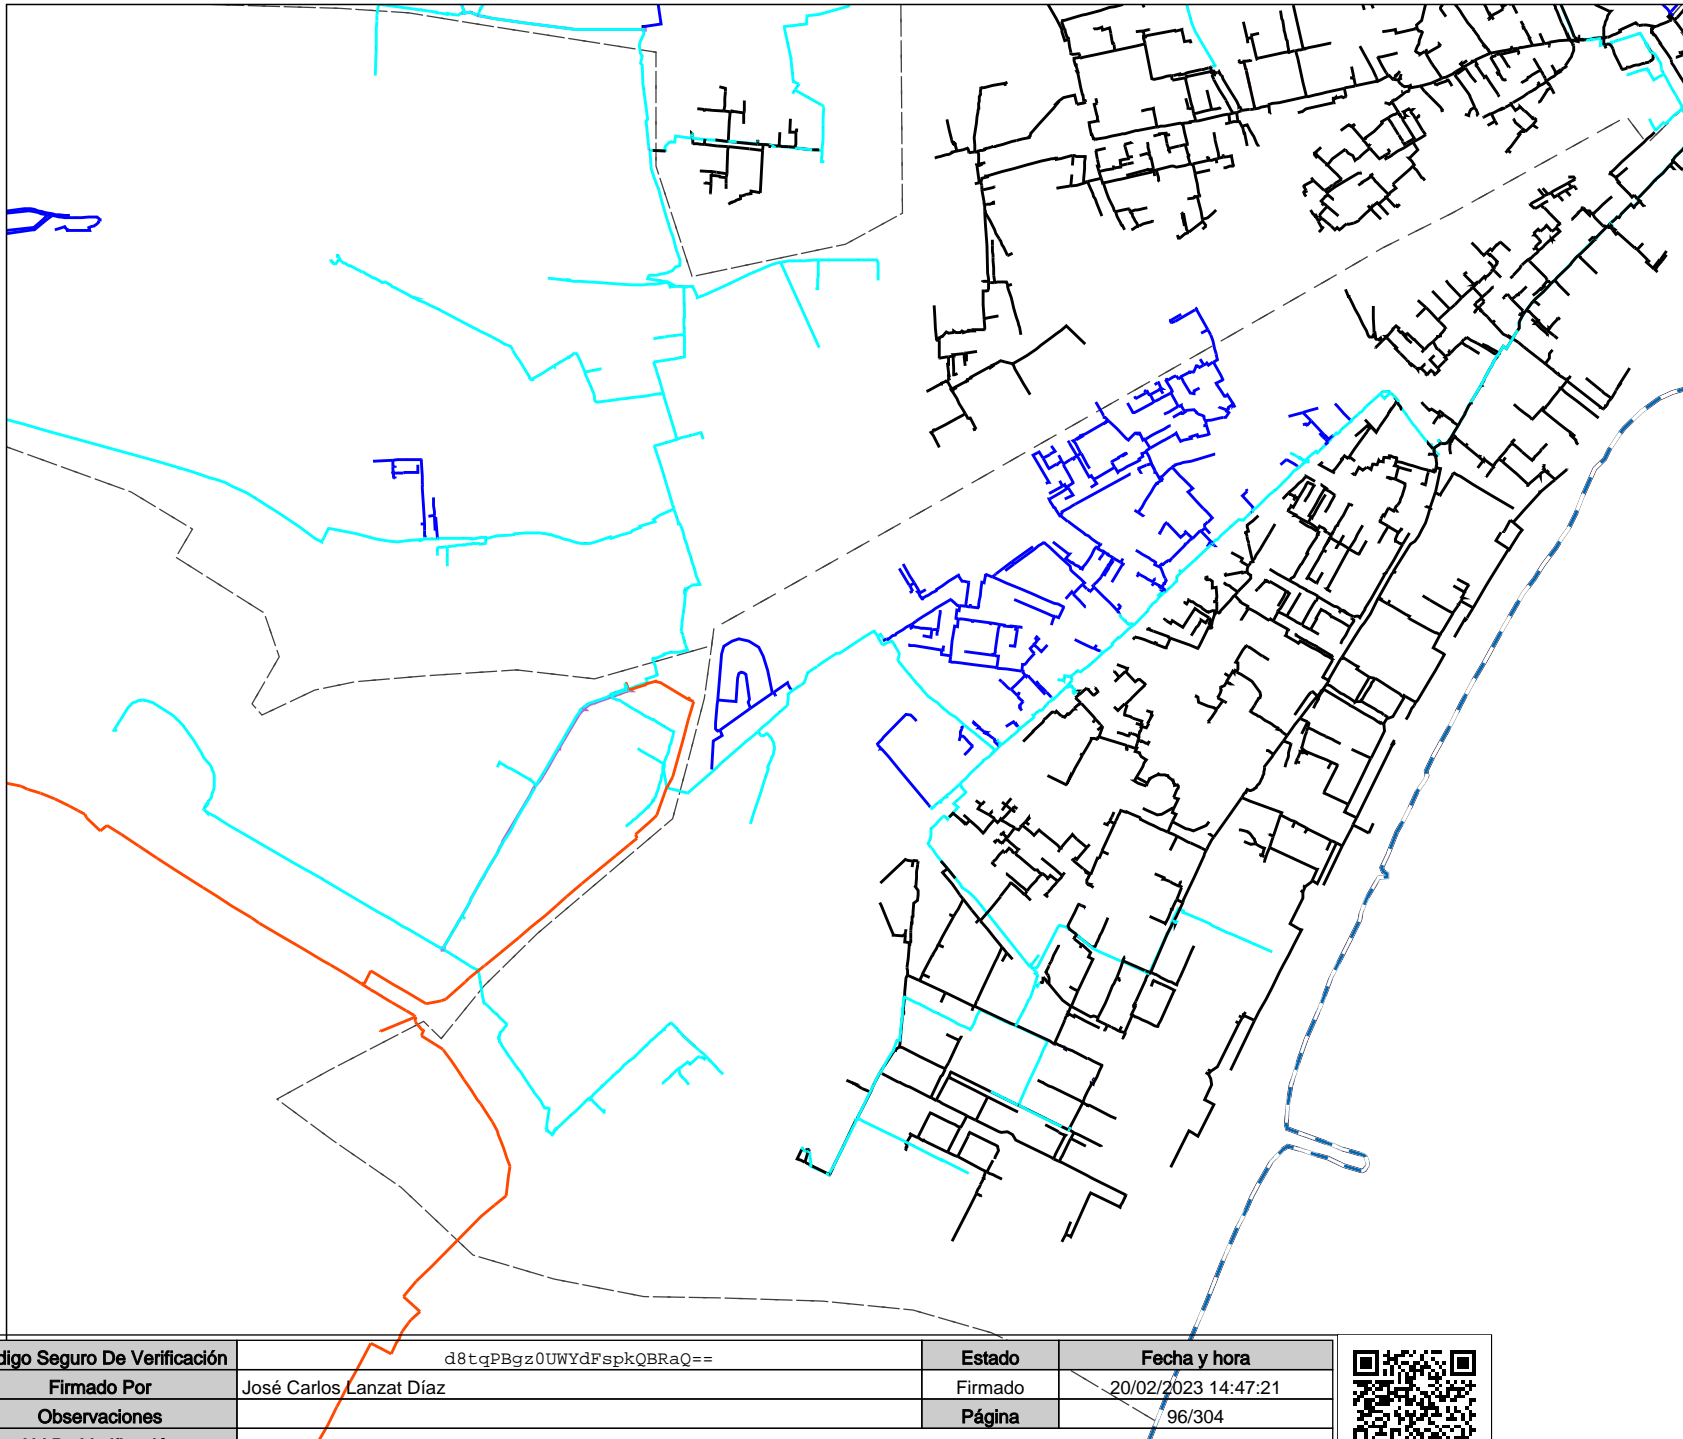 digo Seguro De Verificación d8tqPBgz0UWYdFspkQBRaQ== Estado Fecha y hora
Firmado Por José Carlos Lanzat Díaz Firmado 20/02/2023 14:47:21
Observaciones Página 96/304